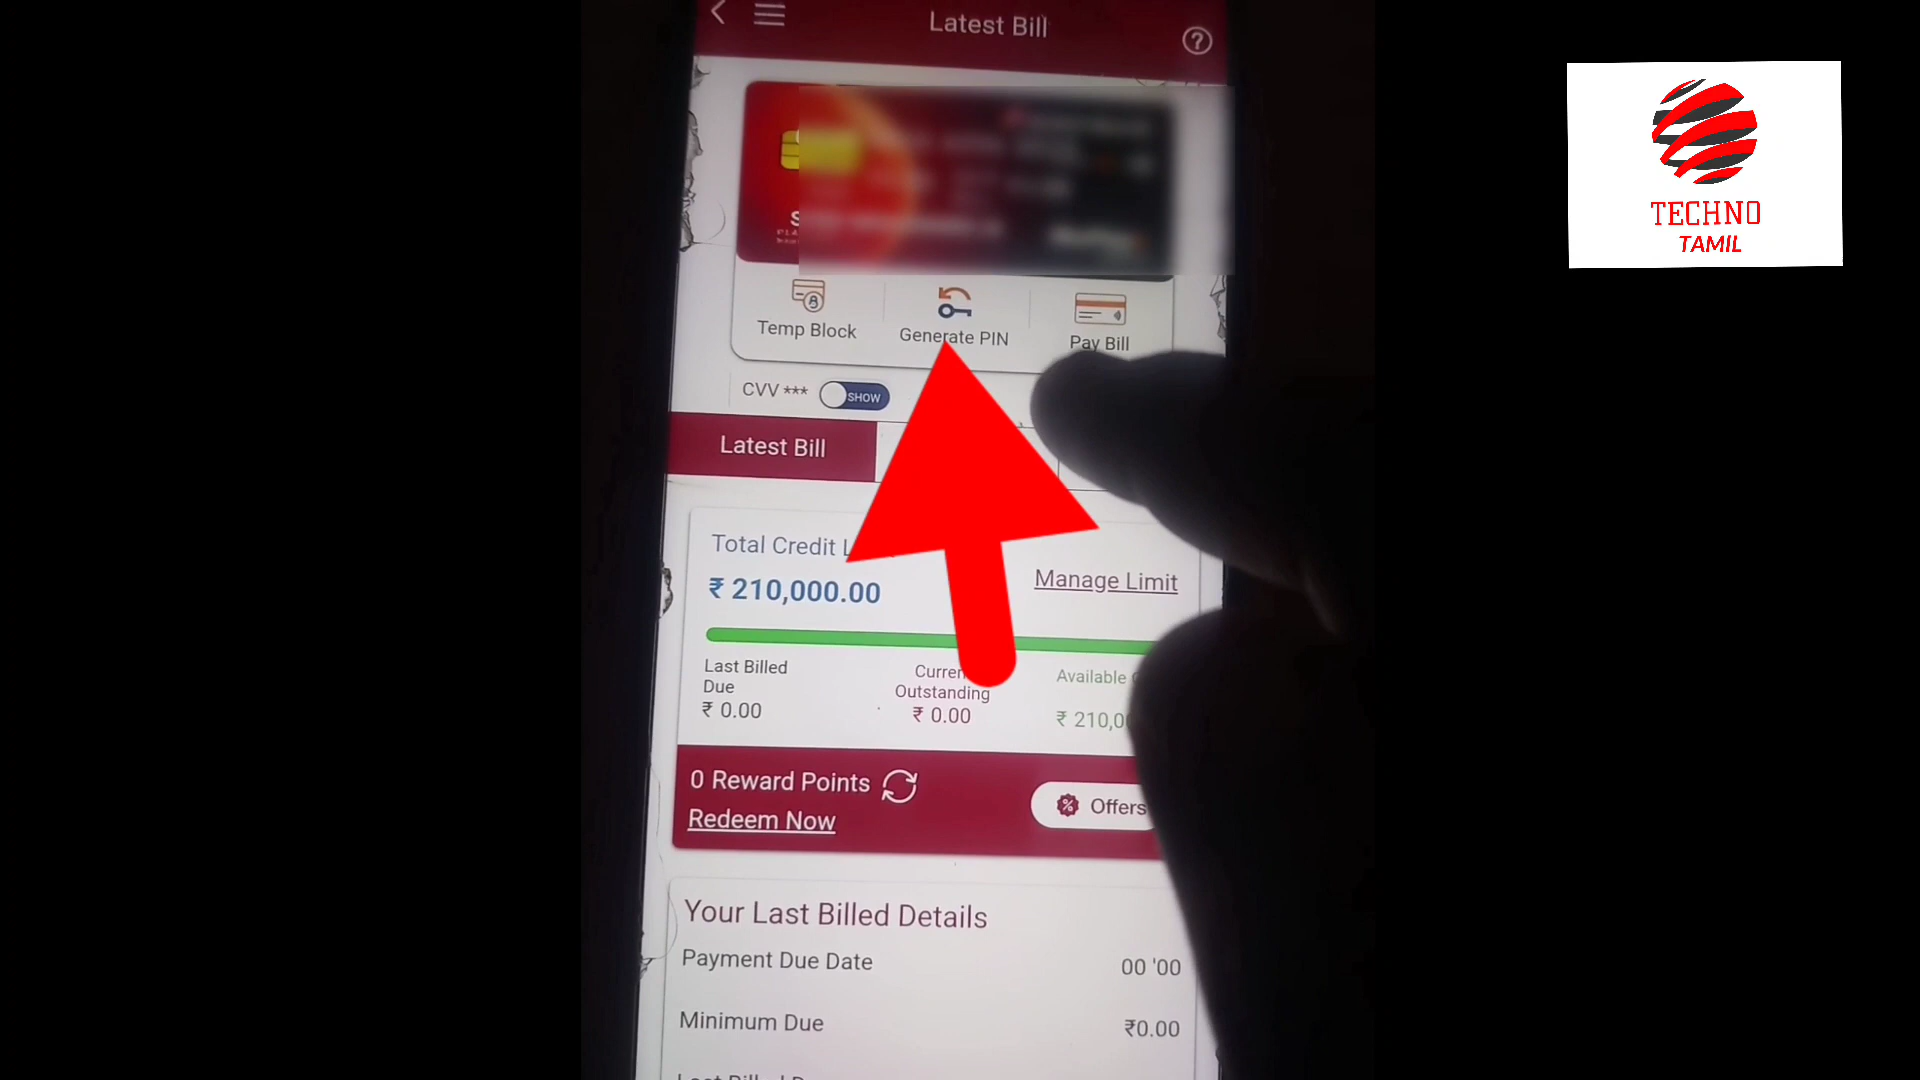 Latest Bill
TECHNO
TAMIL
Temp Block
Generate PIN
Pay Bill
CVV ***
SHOW
Latest Bill
Total Credit
₹ 210,000.00
Manage Limit
Last Billed
Due
₹ 0.00
Outstanding
₹ 0.00
Available
₹ 210,0
0 Reward Points
Redeem Now
Offers
Your Last Billed Details
Payment Due Date
00 '00
Minimum Due
₹0.00